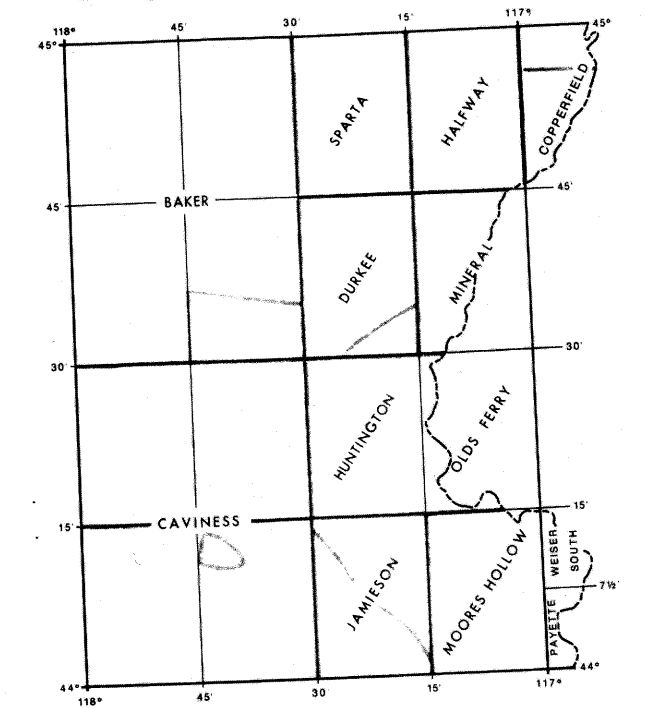 118° 45' 30' 15' 117°
45° 45°
SPARTA
HALFWAY
COPPERFIELD
45' 45'
BAKER
DURKEE
MINERAL
30' 30'
HUNTINGTON
OLDS FERRY
15' 15'
CAVINESS
JAMIESON
MOORES HOLLOW
WEISER SOUTH
7½'
PAYETTE
44° 44°
118° 45' 30' 15' 117°